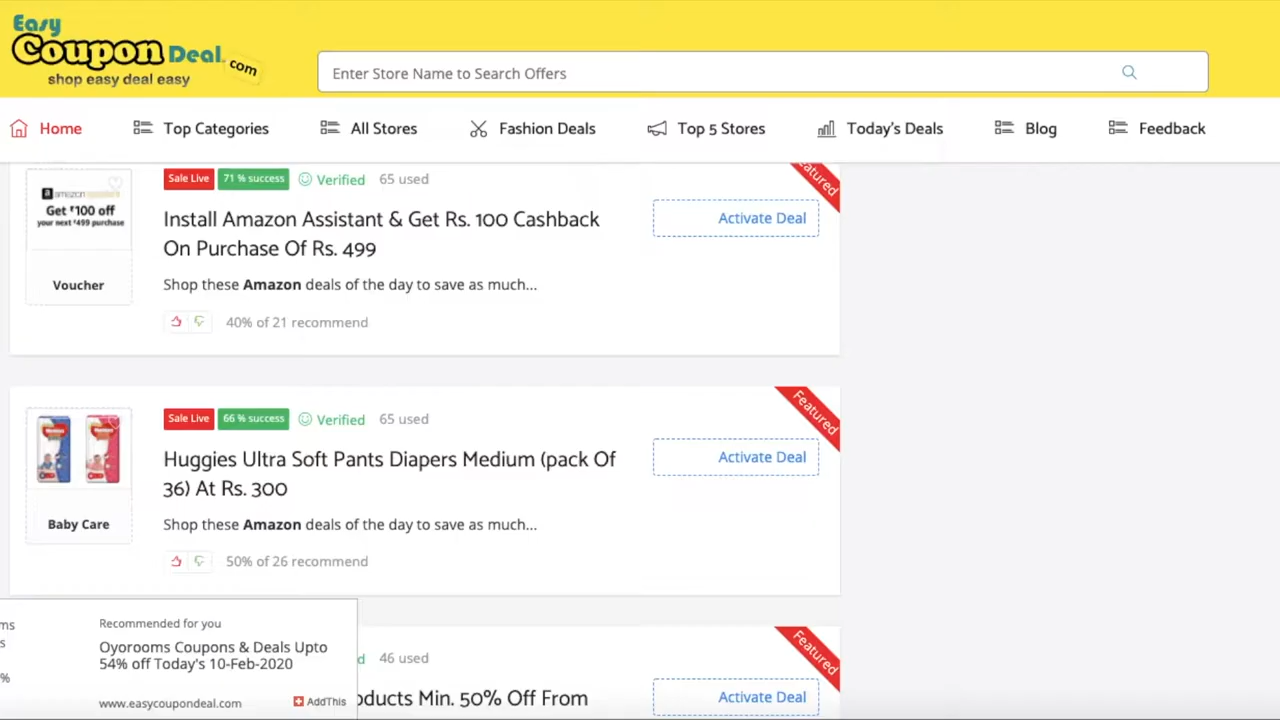 Easy
Coupon Deal.com
shop easy deal easy
Enter Store Name to Search Offers
Home
Top Categories
All Stores
Fashion Deals
Top 5 Stores
Today's Deals
Blog
Feedback
amazon
Get ₹100 off
your next ₹499 purchase
Voucher
Sale Live
71 % success
Verified
65 used
Install Amazon Assistant & Get Rs. 100 Cashback
On Purchase Of Rs. 499
Shop these Amazon deals of the day to save as much...
40% of 21 recommend
Featured
Activate Deal
Baby Care
Sale Live
66 % success
Verified
65 used
Huggies Ultra Soft Pants Diapers Medium (pack Of
36) At Rs. 300
Shop these Amazon deals of the day to save as much...
50% of 26 recommend
Featured
Activate Deal
ms
s
%
Recommended for you
Oyorooms Coupons & Deals Upto
54% off Today's 10-Feb-2020
www.easycoupondeal.com
AddThis
d
46 used
oducts Min. 50% Off From
Featured
Activate Deal